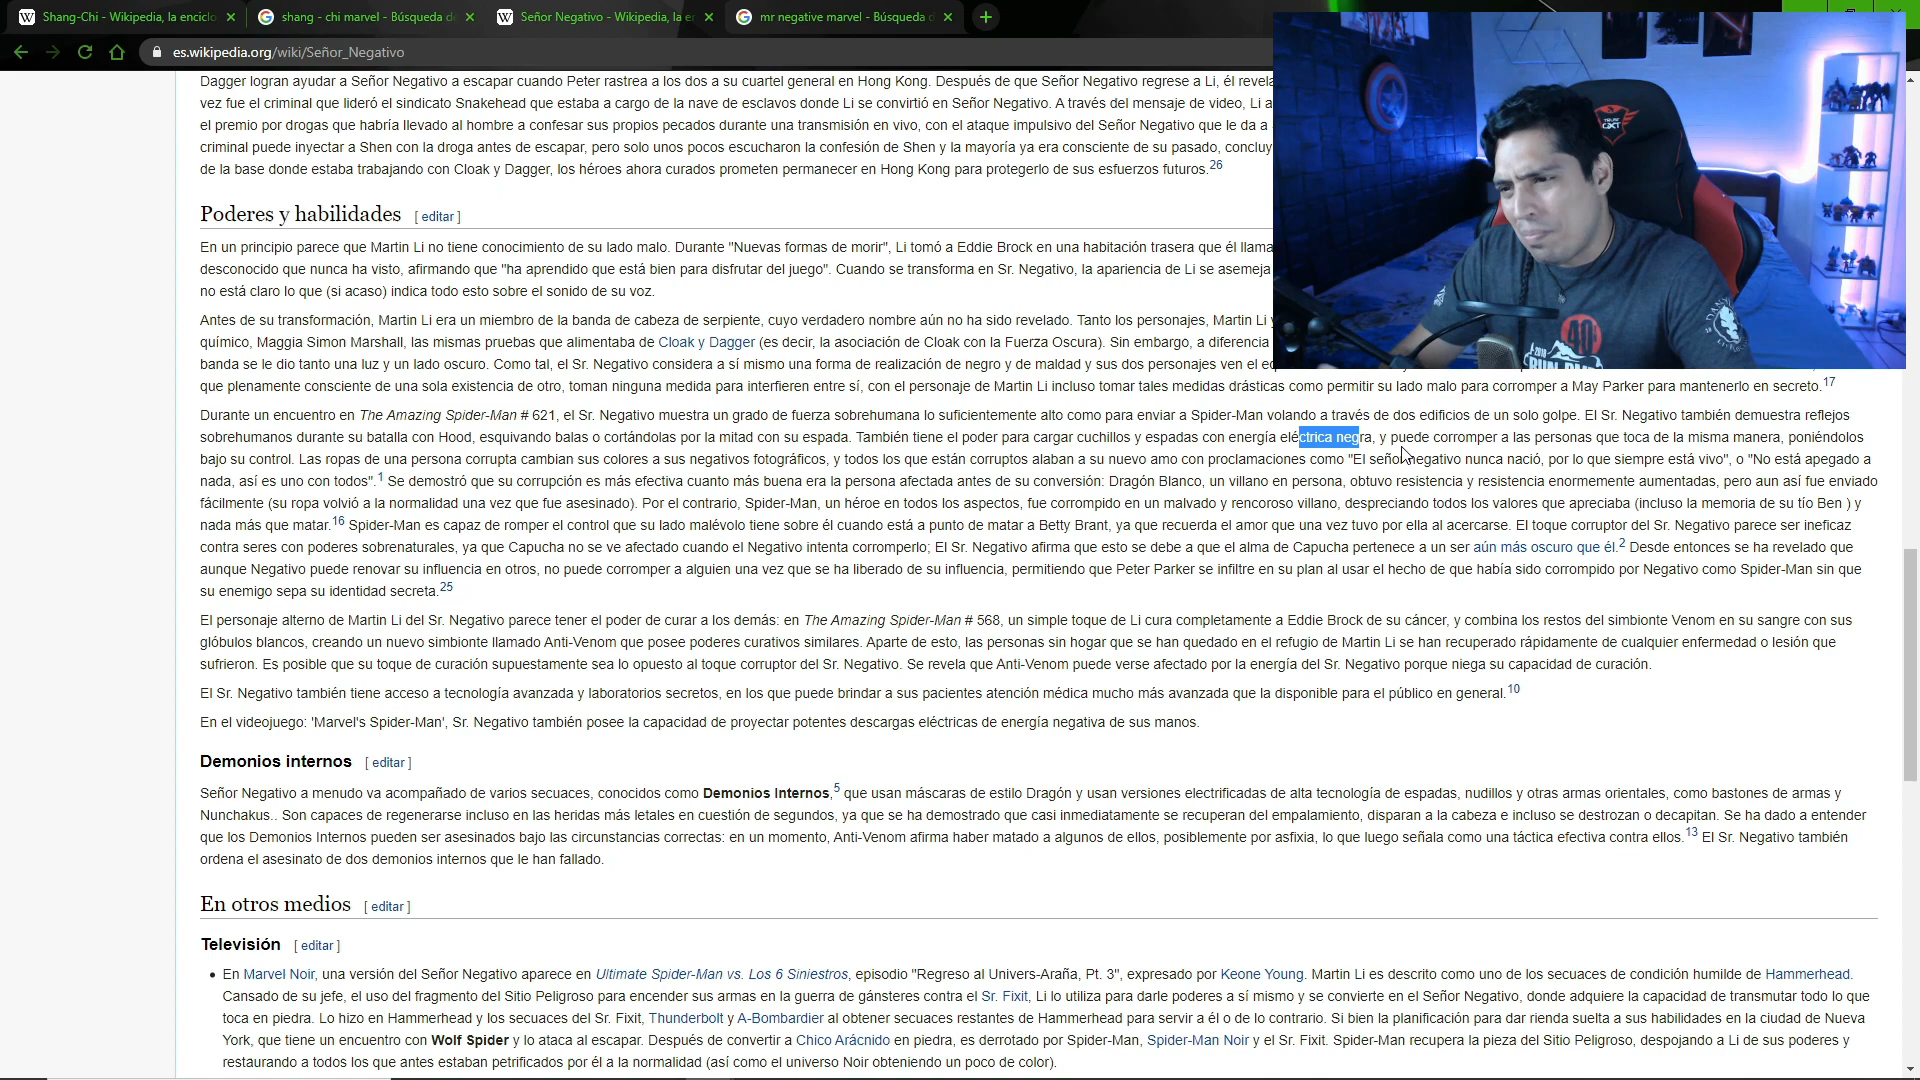 Shang-Chi - Wikipedia, la enciclo
shang - chi marvel - Búsqueda de
Señor Negativo - Wikipedia, la en
mr negative marvel - Búsqueda d
es.wikipedia.org/wiki/Señor_Negativo
Dagger logran ayudar a Señor Negativo a escapar cuando Peter rastrea a los dos a su cuartel general en Hong Kong. Después de que Señor Negativo regrese a Li, él revela
vez fue el criminal que lideró el sindicato Snakehead que estaba a cargo de la nave de esclavos donde Li se convirtió en Señor Negativo. A través del mensaje de video, Li a
el premio por drogas que habría llevado al hombre a confesar sus propios pecados durante una transmisión en vivo, con el ataque impulsivo del Señor Negativo que le da a
criminal puede inyectar a Shen con la droga antes de escapar, pero solo unos pocos escucharon la confesión de Shen y la mayoría ya era consciente de su pasado, concluy
de la base donde estaba trabajando con Cloak y Dagger, los héroes ahora curados prometen permanecer en Hong Kong para protegerlo de sus esfuerzos futuros.26
Poderes y habilidades [ editar ]
En un principio parece que Martin Li no tiene conocimiento de su lado malo. Durante "Nuevas formas de morir", Li tomó a Eddie Brock en una habitación trasera que él llama
desconocido que nunca ha visto, afirmando que "ha aprendido que está bien para disfrutar del juego". Cuando se transforma en Sr. Negativo, la apariencia de Li se asemeja
no está claro lo que (si acaso) indica todo esto sobre el sonido de su voz.
Antes de su transformación, Martin Li era un miembro de la banda de cabeza de serpiente, cuyo verdadero nombre aún no ha sido revelado. Tanto los personajes, Martin Li y
químico, Maggia Simon Marshall, las mismas pruebas que alimentaba de Cloak y Dagger (es decir, la asociación de Cloak con la Fuerza Oscura). Sin embargo, a diferencia
banda se le dio tanto una luz y un lado oscuro. Como tal, el Sr. Negativo considera a sí mismo una forma de realización de negro y de maldad y sus dos personajes ven el
que plenamente consciente de una sola existencia de otro, toman ninguna medida para interfieren entre sí, con el personaje de Martin Li incluso tomar tales medidas drásticas como permitir su lado malo para corromper a May Parker para mantenerlo en secreto.17
Durante un encuentro en The Amazing Spider-Man # 621, el Sr. Negativo muestra un grado de fuerza sobrehumana lo suficientemente alto como para enviar a Spider-Man volando a través de dos edificios de un solo golpe. El Sr. Negativo también demuestra reflejos
sobrehumanos durante su batalla con Hood, esquivando balas o cortándolas por la mitad con su espada. También tiene el poder para cargar cuchillos y espadas con energía eléctrica negra, y puede corromper a las personas que toca de la misma manera, poniéndolos
bajo su control. Las ropas de una persona corrupta cambian sus colores a sus negativos fotográficos, y todos los que están corruptos alaban a su nuevo amo con proclamaciones como "El señor negativo nunca nació, por lo que siempre está vivo", o "No está apegado a
nada, así es uno con todos".1 Se demostró que su corrupción es más efectiva cuanto más buena era la persona afectada antes de su conversión: Dragón Blanco, un villano en persona, obtuvo resistencia y resistencia enormemente aumentadas, pero aun así fue enviado
fácilmente (su ropa volvió a la normalidad una vez que fue asesinado). Por el contrario, Spider-Man, un héroe en todos los aspectos, fue corrompido en un malvado y rencoroso villano, despreciando todos los valores que apreciaba (incluso la memoria de su tío Ben ) y
nada más que matar.16 Spider-Man es capaz de romper el control que su lado malévolo tiene sobre él cuando está a punto de matar a Betty Brant, ya que recuerda el amor que una vez tuvo por ella al acercarse. El toque corruptor del Sr. Negativo parece ser ineficaz
contra seres con poderes sobrenaturales, ya que Capucha no se ve afectado cuando el Negativo intenta corromperlo; El Sr. Negativo afirma que esto se debe a que el alma de Capucha pertenece a un ser aún más oscuro que él.2 Desde entonces se ha revelado que
aunque Negativo puede renovar su influencia en otros, no puede corromper a alguien una vez que se ha liberado de su influencia, permitiendo que Peter Parker se infiltre en su plan al usar el hecho de que había sido corrompido por Negativo como Spider-Man sin que
su enemigo sepa su identidad secreta.25
El personaje alterno de Martin Li del Sr. Negativo parece tener el poder de curar a los demás: en The Amazing Spider-Man # 568, un simple toque de Li cura completamente a Eddie Brock de su cáncer, y combina los restos del simbionte Venom en su sangre con sus
glóbulos blancos, creando un nuevo simbionte llamado Anti-Venom que posee poderes curativos similares. Aparte de esto, las personas sin hogar que se han quedado en el refugio de Martin Li se han recuperado rápidamente de cualquier enfermedad o lesión que
sufrieron. Es posible que su toque de curación supuestamente sea lo opuesto al toque corruptor del Sr. Negativo. Se revela que Anti-Venom puede verse afectado por la energía del Sr. Negativo porque niega su capacidad de curación.
El Sr. Negativo también tiene acceso a tecnología avanzada y laboratorios secretos, en los que puede brindar a sus pacientes atención médica mucho más avanzada que la disponible para el público en general.10
En el videojuego: 'Marvel's Spider-Man', Sr. Negativo también posee la capacidad de proyectar potentes descargas eléctricas de energía negativa de sus manos.
Demonios internos [ editar ]
Señor Negativo a menudo va acompañado de varios secuaces, conocidos como Demonios Internos,5 que usan máscaras de estilo Dragón y usan versiones electrificadas de alta tecnología de espadas, nudillos y otras armas orientales, como bastones de armas y
Nunchakus.. Son capaces de regenerarse incluso en las heridas más letales en cuestión de segundos, ya que se ha demostrado que casi inmediatamente se recuperan del empalamiento, disparan a la cabeza e incluso se destrozan o decapitan. Se ha dado a entender
que los Demonios Internos pueden ser asesinados bajo las circunstancias correctas: en un momento, Anti-Venom afirma haber matado a algunos de ellos, posiblemente por asfixia, lo que luego señala como una táctica efectiva contra ellos.13 El Sr. Negativo también
ordena el asesinato de dos demonios internos que le han fallado.
En otros medios [ editar ]
Televisión [ editar ]
• En Marvel Noir, una versión del Señor Negativo aparece en Ultimate Spider-Man vs. Los 6 Siniestros, episodio "Regreso al Univers-Araña, Pt. 3", expresado por Keone Young. Martin Li es descrito como uno de los secuaces de condición humilde de Hammerhead.
Cansado de su jefe, el uso del fragmento del Sitio Peligroso para encender sus armas en la guerra de gánsteres contra el Sr. Fixit, Li lo utiliza para darle poderes a sí mismo y se convierte en el Señor Negativo, donde adquiere la capacidad de transmutar todo lo que
toca en piedra. Lo hizo en Hammerhead y los secuaces del Sr. Fixit, Thunderbolt y A-Bombardier al obtener secuaces restantes de Hammerhead para servir a él o de lo contrario. Si bien la planificación para dar rienda suelta a sus habilidades en la ciudad de Nueva
York, que tiene un encuentro con Wolf Spider y lo ataca al escapar. Después de convertir a Chico Arácnido en piedra, es derrotado por Spider-Man, Spider-Man Noir y el Sr. Fixit. Spider-Man recupera la pieza del Sitio Peligroso, despojando a Li de sus poderes y
restaurando a todos los que antes estaban petrificados por él a la normalidad (así como el universo Noir obteniendo un poco de color).